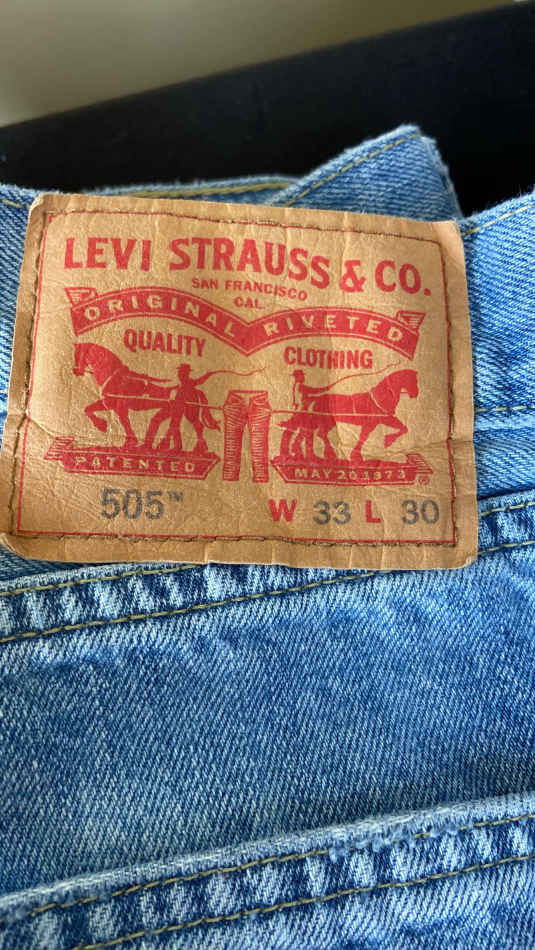 LEVI STRAUSS & CO.
SAN FRANCISCO
CAL.
ORIGINAL RIVETED
QUALITY CLOTHING
PATENTED MAY 20 1873 ®
505™ W 33 L 30